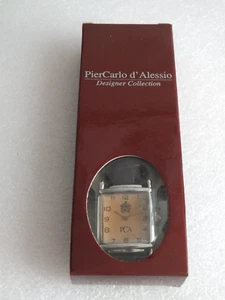 PierCarlo d'Alessio
Designer Collection
PCA